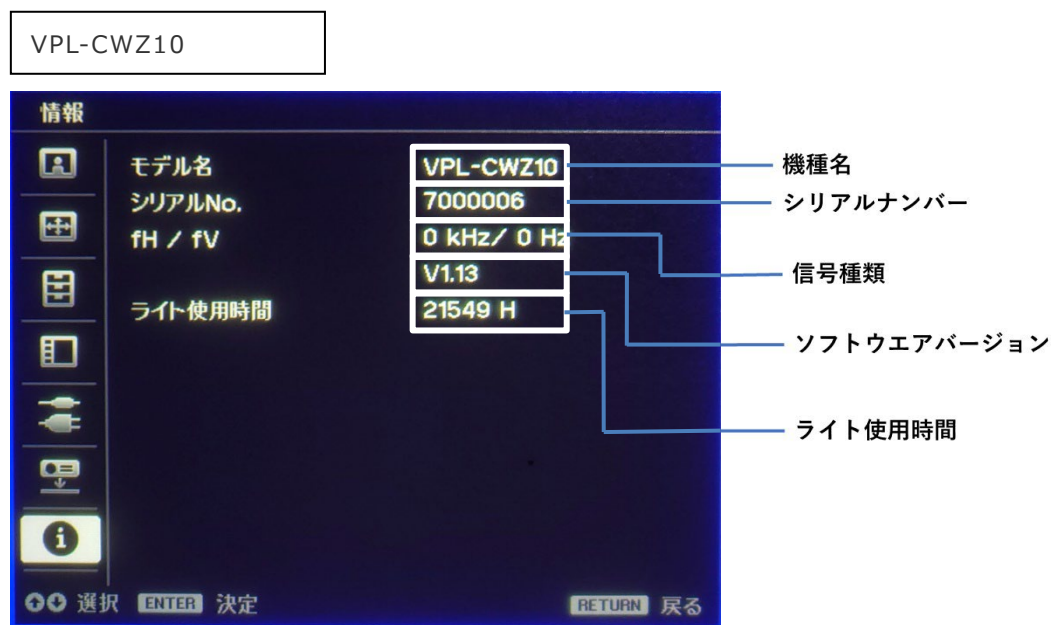 VPL-CWZ10
情報
モデル名 VPL-CWZ10 機種名
シリアルNo. 7000006 シリアルナンバー
fH / fV 0 kHz/ 0 Hz 信号種類
V1.13 ソフトウエアバージョン
ライト使用時間 21549 H ライト使用時間
選択 ENTER 決定 RETURN 戻る